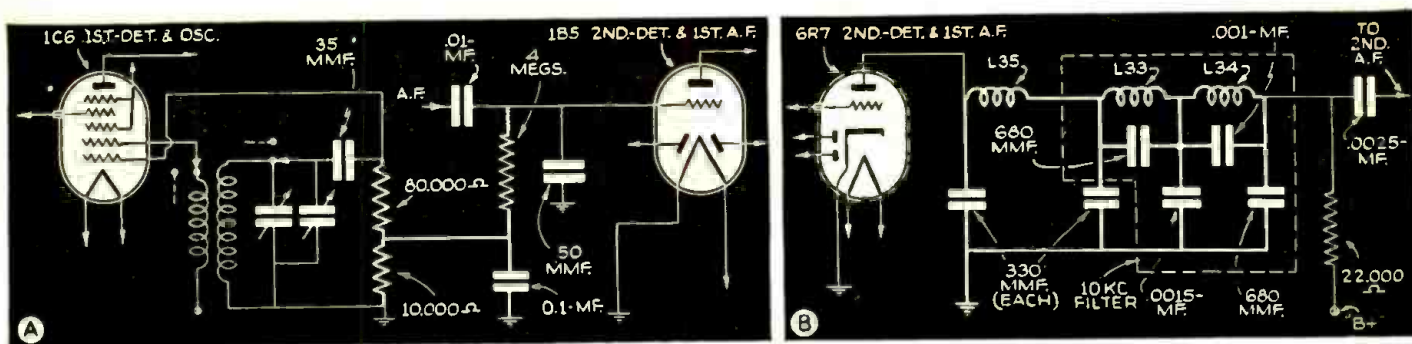 1C6 1ST-DET. & OSC.
35
MMF.
.01-
MF.
4
MEGS.
1B5 2ND-DET. & 1ST. A.F.
A.F.
80,000 Ω
10,000 Ω
50
MMF.
0.1-MF.
A
6R7 2ND-DET. & 1ST. A.F.
L35
L33
L34
.001-MF.
TO
2ND.
A.F.
680
MMF.
.0025-
MF.
330
MMF.
(EACH)
10 KC
FILTER
.0015-
MF.
680
MMF.
22,000
Ω
B+
B